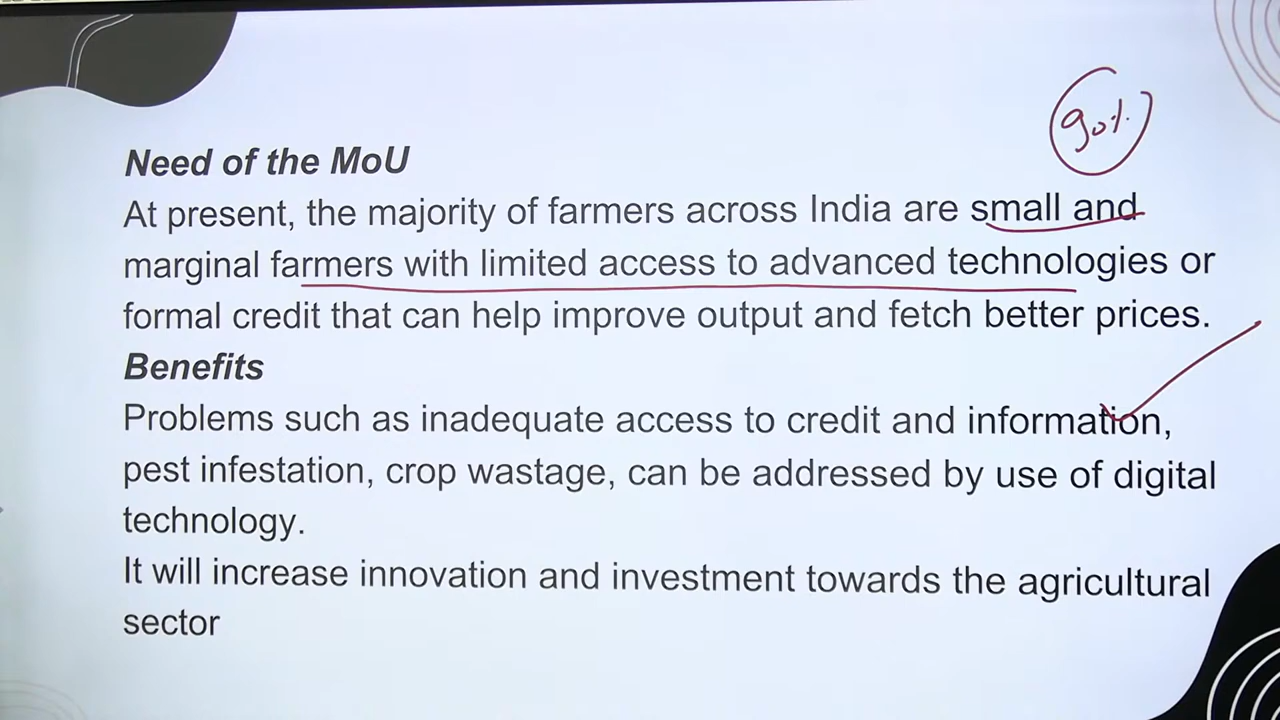 90%
Need of the MoU
At present, the majority of farmers across India are small and
marginal farmers with limited access to advanced technologies or
formal credit that can help improve output and fetch better prices.
Benefits
Problems such as inadequate access to credit and information,
pest infestation, crop wastage, can be addressed by use of digital
technology.
It will increase innovation and investment towards the agricultural
sector